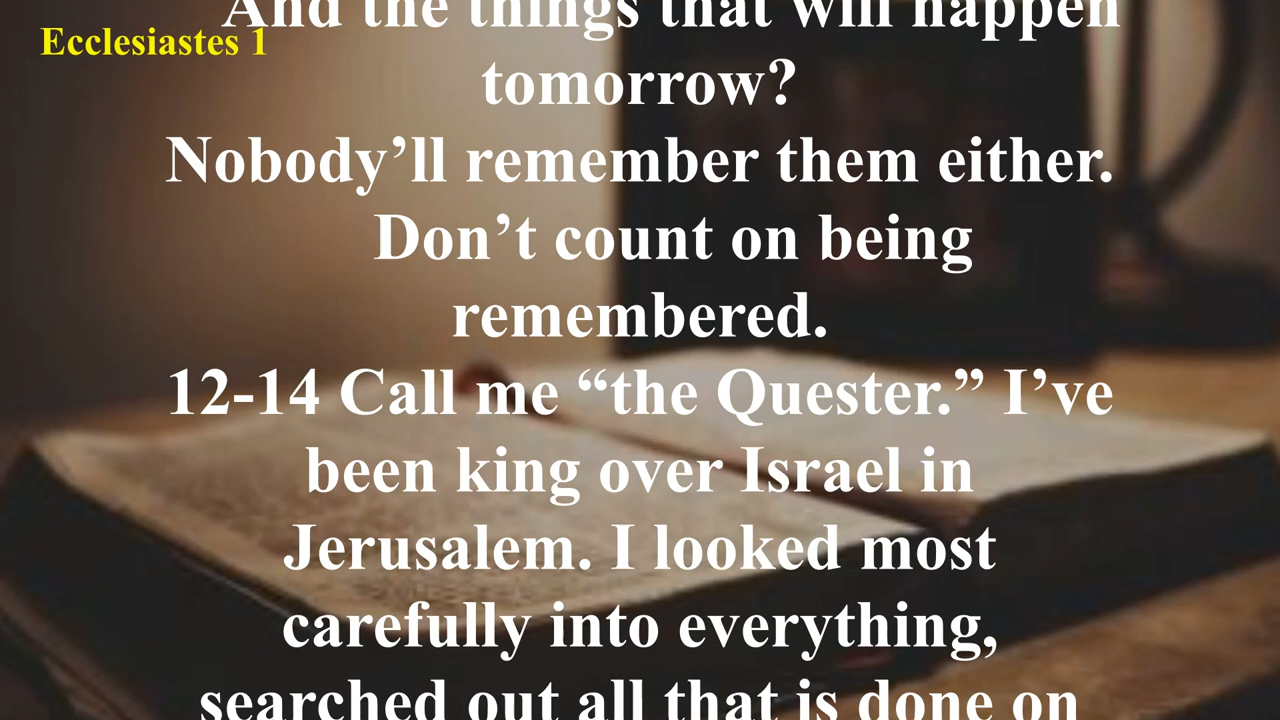 And the things that will happen
Ecclesiastes 1
tomorrow?
Nobody’ll remember them either.
Don’t count on being
remembered.
12-14 Call me “the Quester.” I’ve
been king over Israel in
Jerusalem. I looked most
carefully into everything,
searched out all that is done on